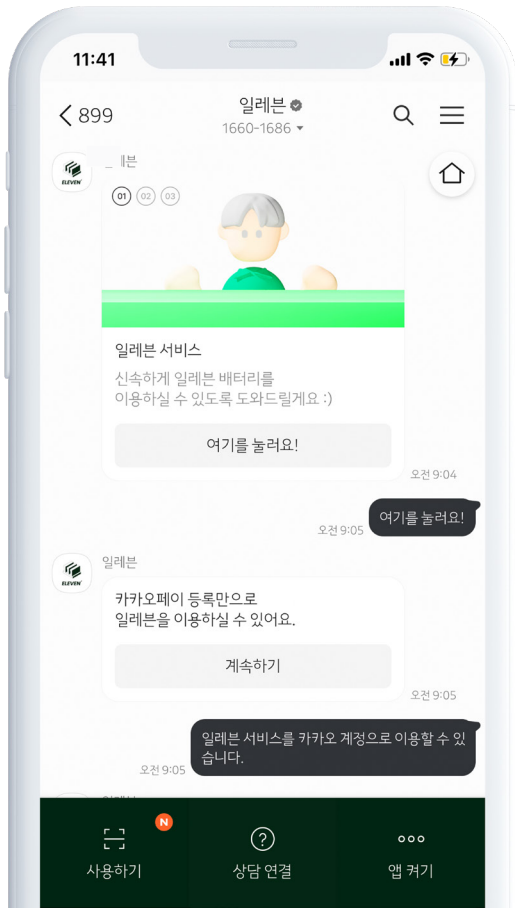 11:41
899
일레븐
1660-1686
ELEVEN
레븐
01 02 03
일레븐 서비스
신속하게 일레븐 배터리를
이용하실 수 있도록 도와드릴게요 :)
여기를 눌러요!
오전 9:04
여기를 눌러요!
오전 9:05
ELEVEN
일레븐
카카오페이 등록만으로
일레븐을 이용하실 수 있어요.
계속하기
오전 9:05
일레븐 서비스를 카카오 계정으로 이용할 수 있
습니다.
오전 9:05
N
사용하기
상담 연결
앱 켜기